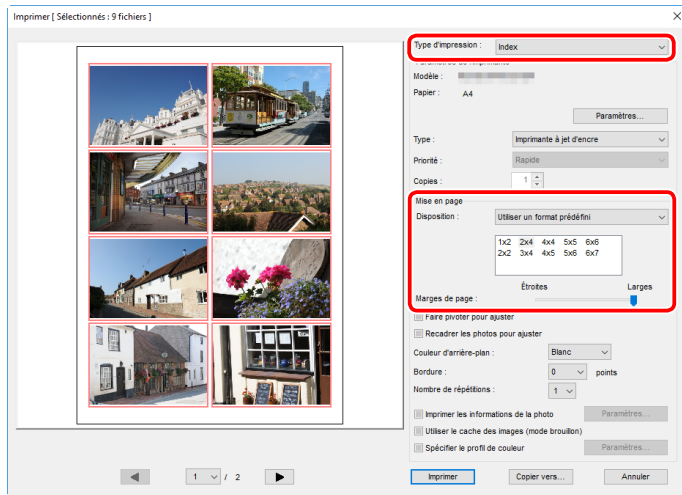 Imprimer [ Sélectionnés : 9 fichiers ]
Type d'impression : Index
Modèle :
Papier : A4
Paramètres...
Type : Imprimante à jet d'encre
Priorité : Rapide
Copies : 1
Mise en page
Disposition : Utiliser un format prédéfini
1x2 2x4 4x4 5x5 6x6
2x2 3x4 4x5 5x6 6x7
Étroites Larges
Marges de page :
Faire pivoter pour ajuster
Recadrer les photos pour ajuster
Couleur d'arrière-plan : Blanc
Bordure : 0 points
Nombre de répétitions : 1
Imprimer les informations de la photo Paramètres...
Utiliser le cache des images (mode brouillon)
Spécifier le profil de couleur Paramètres...
1 / 2
Imprimer Copier vers... Annuler